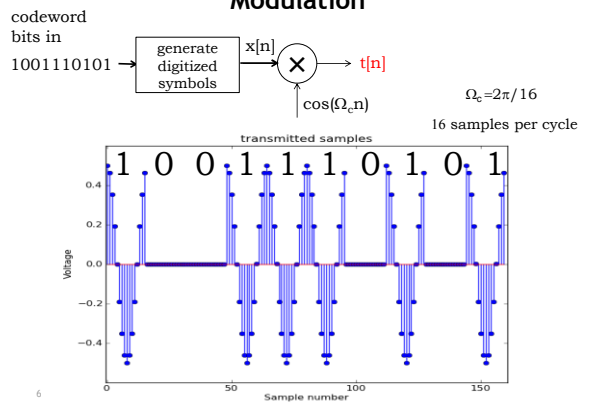 Modulation
codeword
bits in
1001110101
generate
digitized
symbols
x[n]
×
t[n]
cos(Ωcn)
Ωc=2π/16
16 samples per cycle
transmitted samples
1 0 0 1 1 1 0 1 0 1
Voltage
0.4
0.2
0.0
−0.2
−0.4
0 50 100 150
Sample number
6